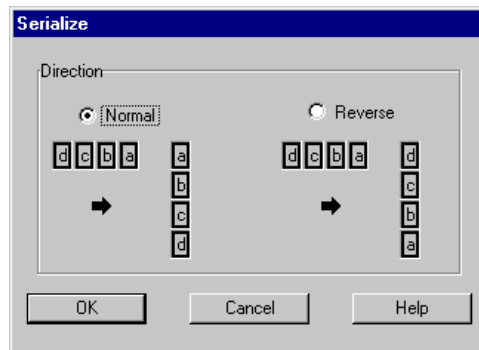 Serialize
Direction
Normal Reverse
d c b a a d c b a d
b c
c b
d a
OK Cancel Help